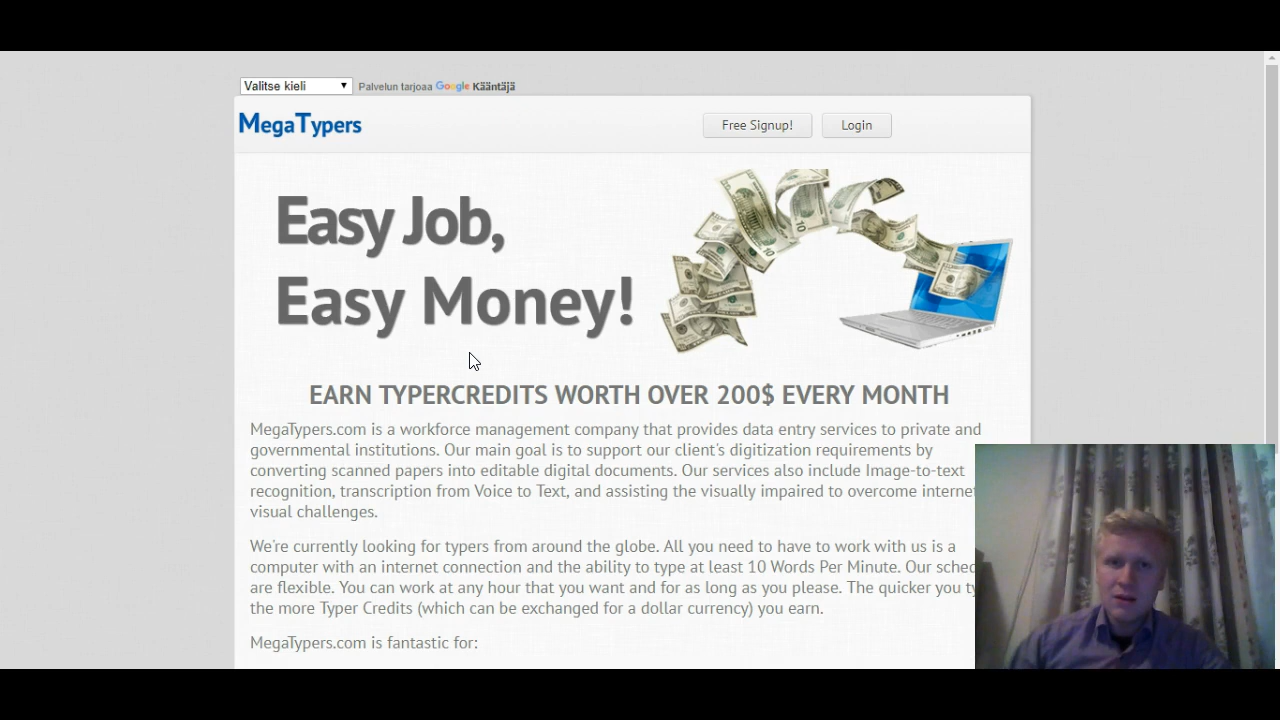 Valitse kieli
Palvelun tarjoaa Google Kääntäjä
MegaTypers
Free Signup!
Login
Easy Job,
Easy Money!
EARN TYPERCREDITS WORTH OVER 200$ EVERY MONTH
MegaTypers.com is a workforce management company that provides data entry services to private and
governmental institutions. Our main goal is to support our client's digitization requirements by
converting scanned papers into editable digital documents. Our services also include Image-to-text
recognition, transcription from Voice to Text, and assisting the visually impaired to overcome internet
visual challenges.
We're currently looking for typers from around the globe. All you need to have to work with us is a
computer with an internet connection and the ability to type at least 10 Words Per Minute. Our sched
are flexible. You can work at any hour that you want and for as long as you please. The quicker you ty
the more Typer Credits (which can be exchanged for a dollar currency) you earn.
MegaTypers.com is fantastic for: